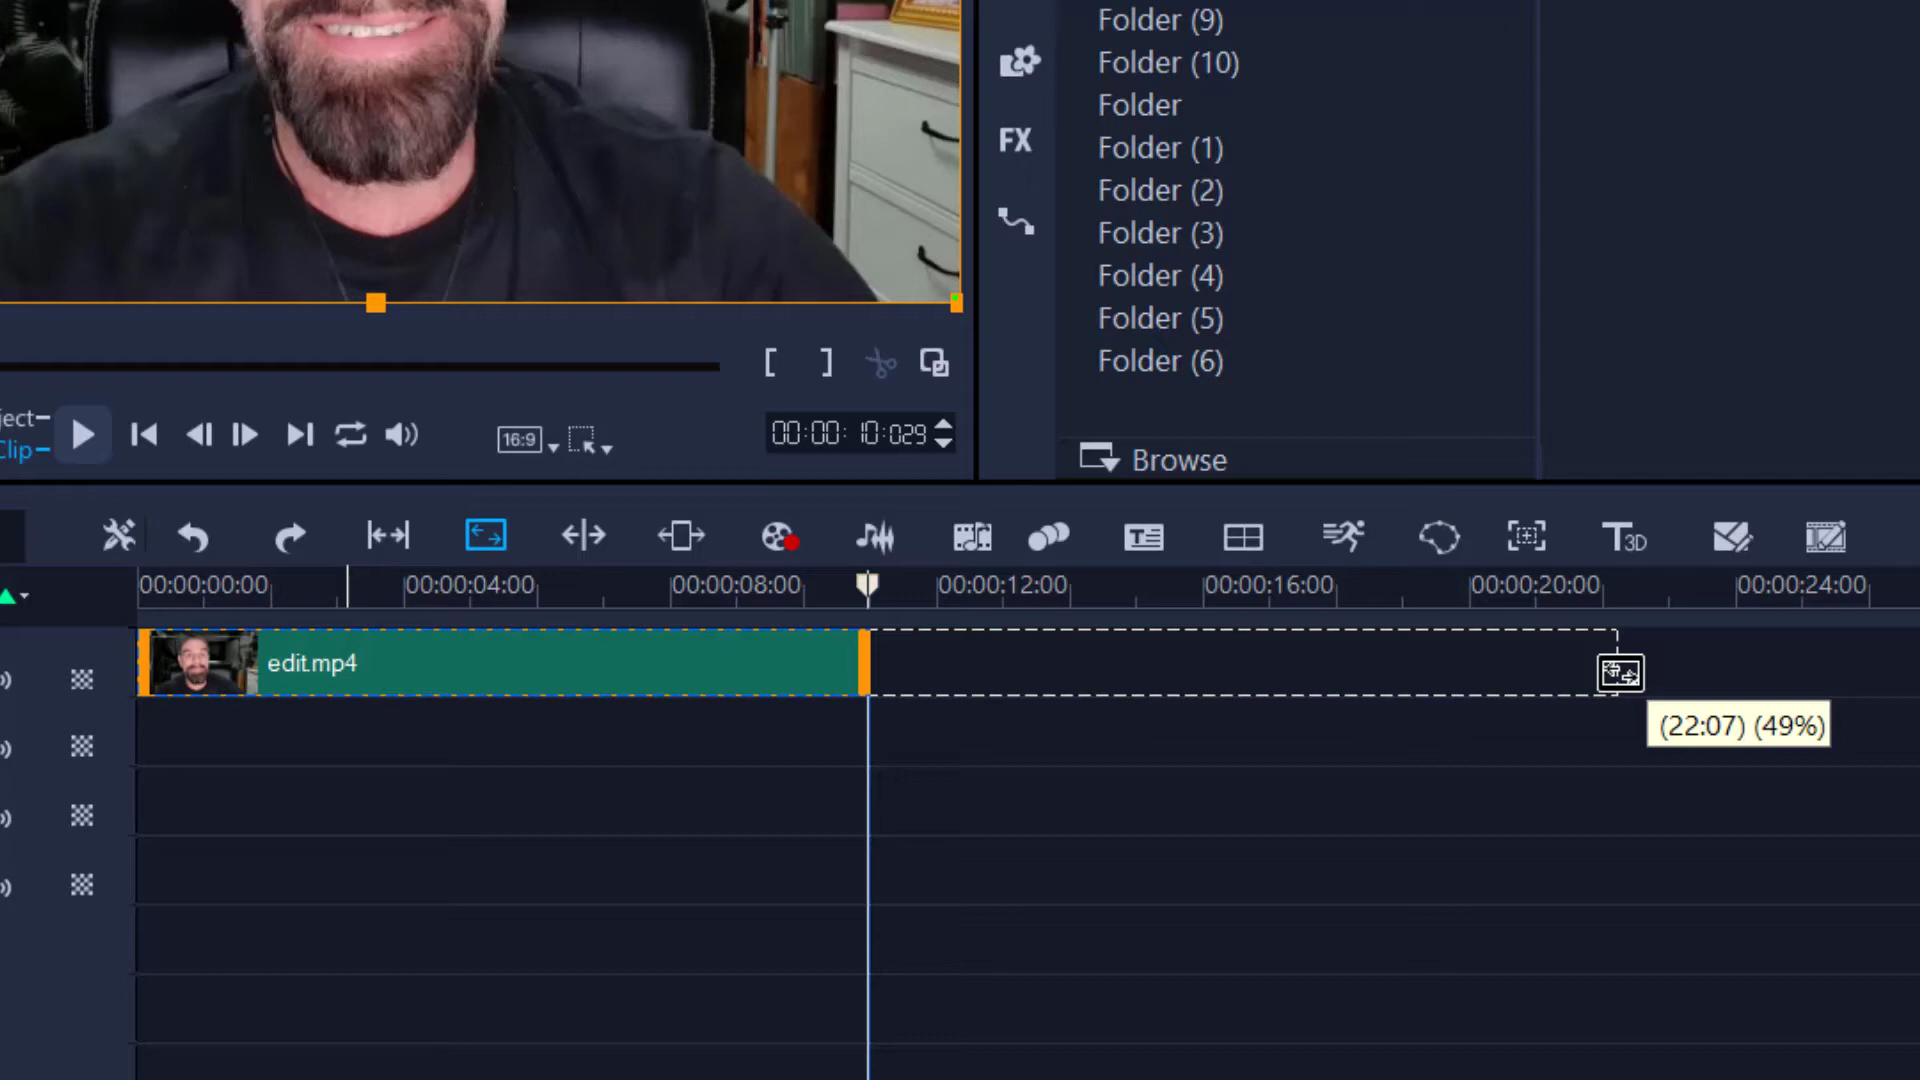 Folder (9)
Folder (10)
Folder
FX
Folder (1)
Folder (2)
Folder (3)
Folder (4)
Folder (5)
Folder (6)
ject
Clip
16:9
00:00:10:029
Browse
T
T3D
00:00:00:00
00:00:04:00
00:00:08:00
00:00:12:00
00:00:16:00
00:00:20:00
00:00:24:00
edit.mp4
(22:07) (49%)